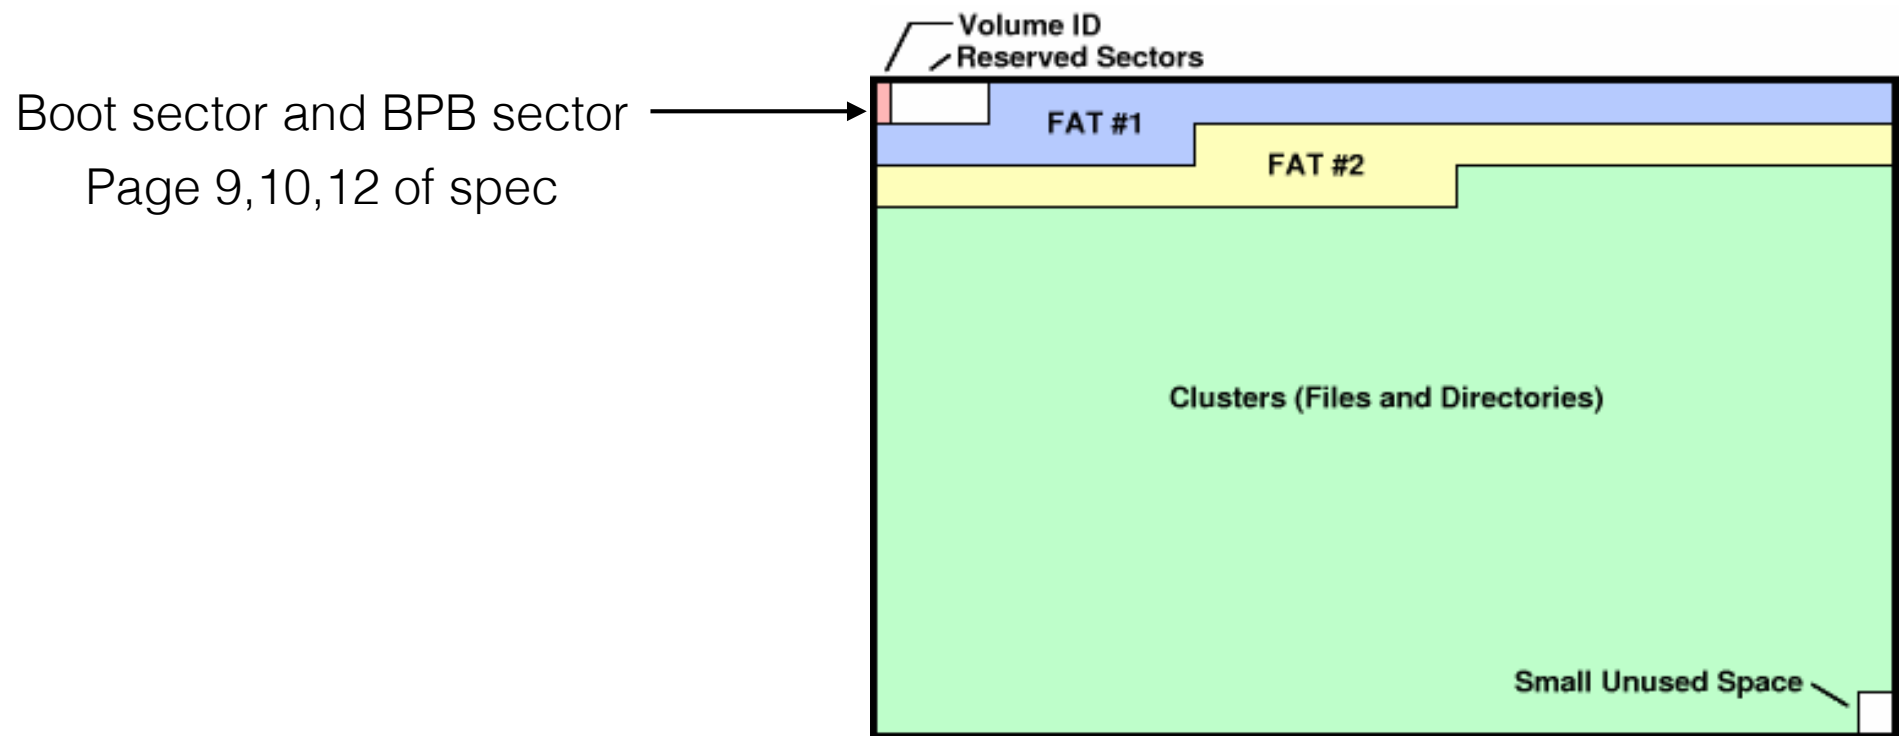 Volume ID
Reserved Sectors
Boot sector and BPB sector
Page 9,10,12 of spec
FAT #1
FAT #2
Clusters (Files and Directories)
Small Unused Space